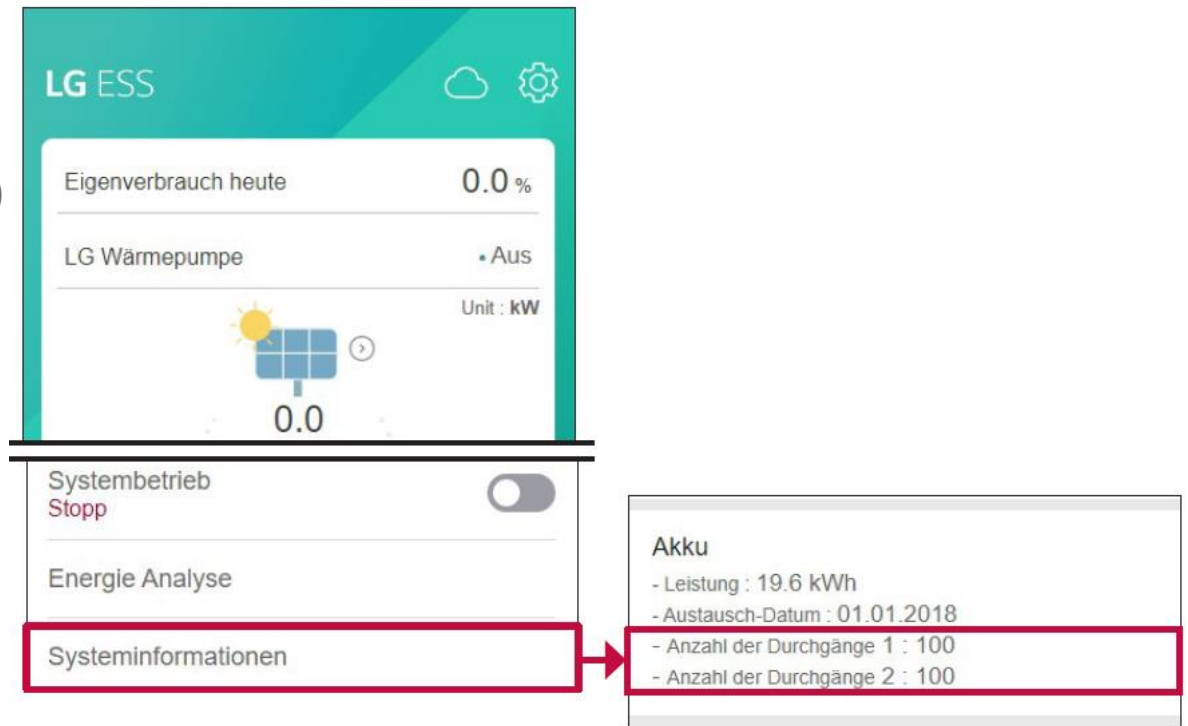 LG ESS
Eigenverbrauch heute 0.0 %
LG Wärmepumpe • Aus
Unit : kW
0.0
Systembetrieb
Stopp
Energie Analyse
Systeminformationen
Akku
- Leistung : 19.6 kWh
- Austausch-Datum : 01.01.2018
- Anzahl der Durchgänge 1 : 100
- Anzahl der Durchgänge 2 : 100